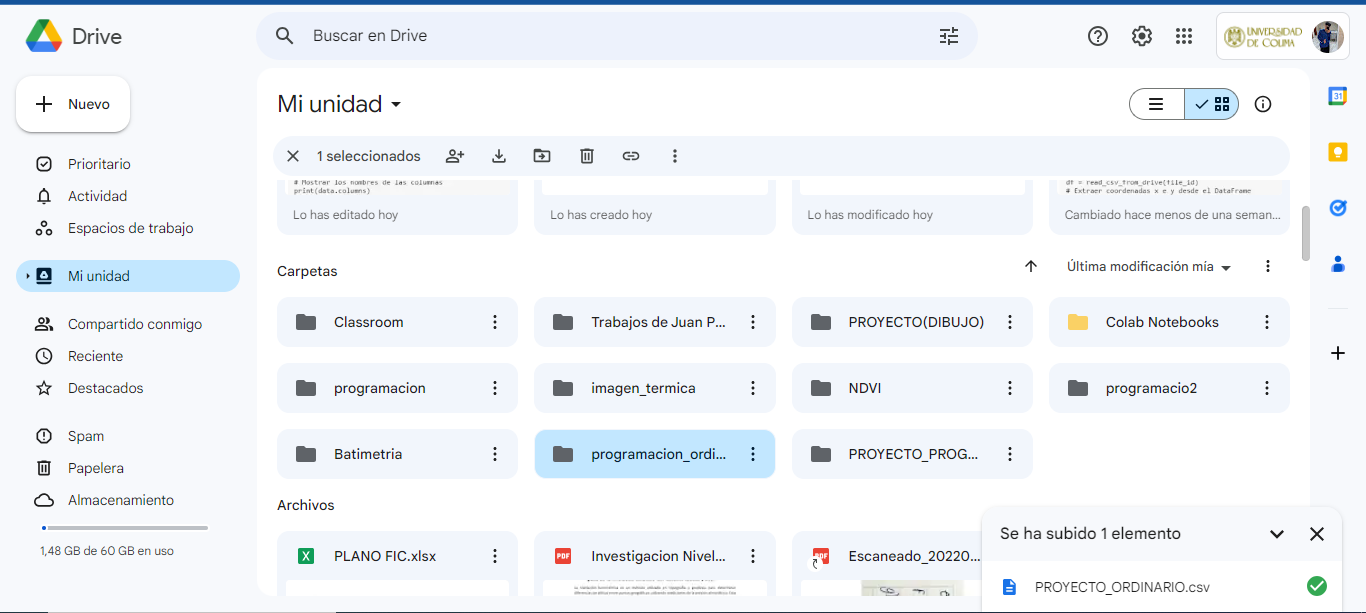 Drive
Buscar en Drive
UNIVERSIDAD
DE COLIMA
Nuevo
Mi unidad
1 seleccionados
Prioritario
Actividad
Espacios de trabajo
Mi unidad
Compartido conmigo
Reciente
Destacados
Spam
Papelera
Almacenamiento
1,48 GB de 60 GB en uso
# Mostrar los nombres de las columnas
print(data.columns)
df = read_csv_from_drive(file_id)
# Extraer coordenadas x e y desde el DataFrame
Lo has editado hoy
Lo has creado hoy
Lo has modificado hoy
Cambiado hace menos de una seman...
Carpetas
Última modificación mía
Classroom
Trabajos de Juan P...
PROYECTO(DIBUJO)
Colab Notebooks
programacion
imagen_termica
NDVI
programacio2
Batimetria
programacion_ordi...
PROYECTO_PROG...
Archivos
X
PLANO FIC.xlsx
PDF
Investigacion Nivel...
PDF
Escaneado_20220...
31
Se ha subido 1 elemento
PROYECTO_ORDINARIO.csv